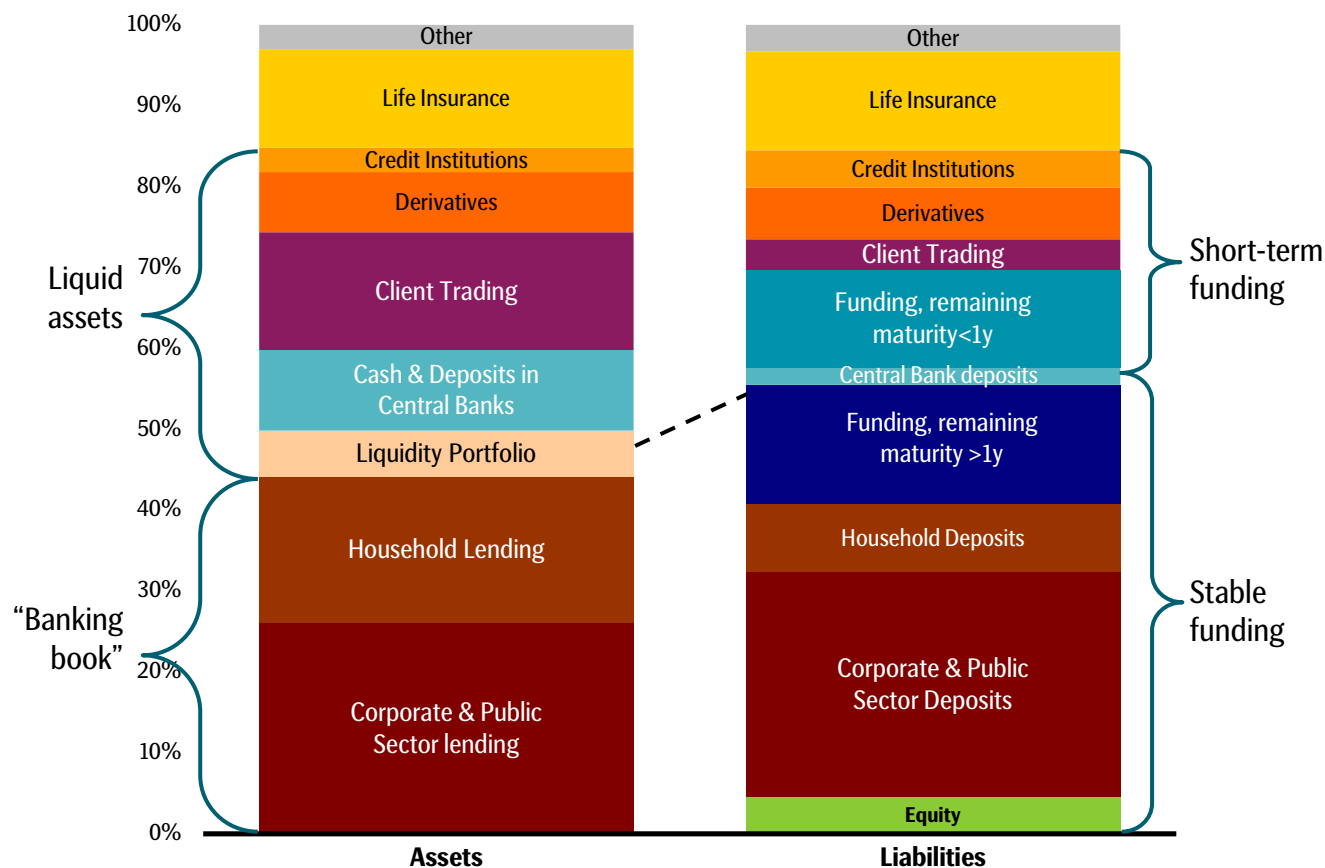 100%
90%
80%
70%
60%
50%
40%
30%
20%
10%
0%
Liquid
assets
“Banking
book”
Other
Life Insurance
Credit Institutions
Derivatives
Client Trading
Cash & Deposits in
Central Banks
Liquidity Portfolio
Household Lending
Corporate & Public
Sector lending
Assets
Other
Life Insurance
Credit Institutions
Derivatives
Client Trading
Funding, remaining
maturity<1y
Central Bank deposits
Funding, remaining
maturity >1y
Household Deposits
Corporate & Public
Sector Deposits
Equity
Liabilities
Short-term
funding
Stable
funding